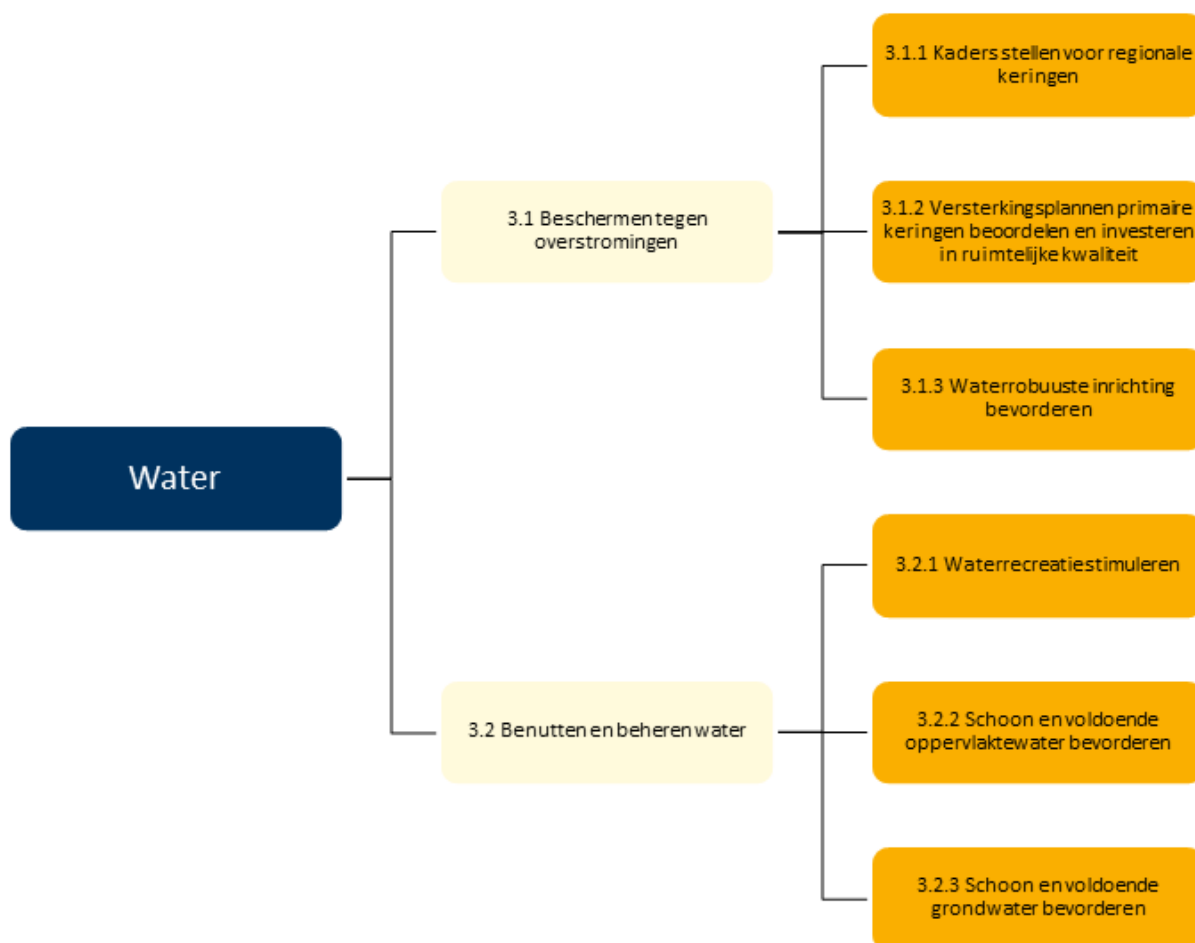 Water
3.1 Beschermen tegen
overstromingen
3.1.1 Kaders stellen voor regionale
keringen
3.1.2 Versterkingsplannen primaire
keringen beoordelen en investeren
in ruimtelijke kwaliteit
3.1.3 Waterrobuuste inrichting
bevorderen
3.2 Benutten en beheren water
3.2.1 Waterrecreatie stimuleren
3.2.2 Schoon en voldoende
oppervlaktewater bevorderen
3.2.3 Schoon en voldoende
grondwater bevorderen